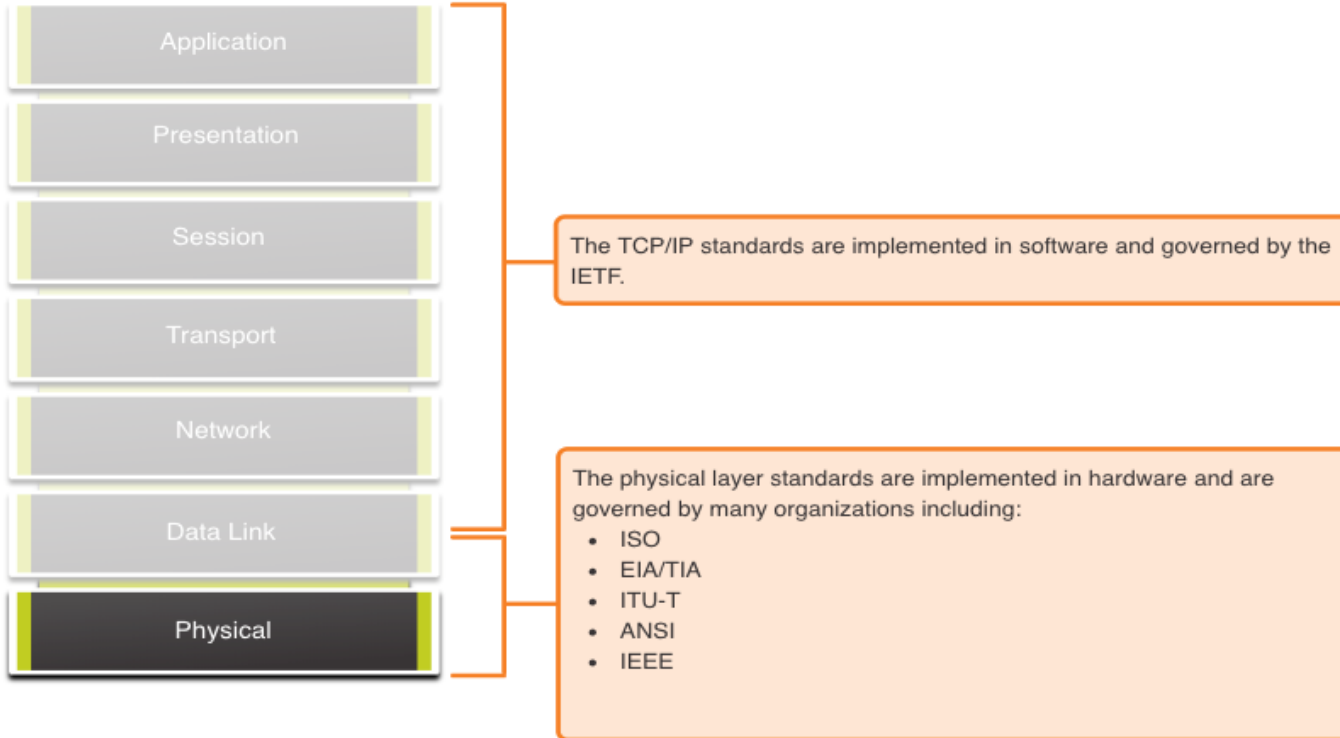 Application
Presentation
Session
Transport
Network
Data Link
Physical
The TCP/IP standards are implemented in software and governed by the
IETF.
The physical layer standards are implemented in hardware and are
governed by many organizations including:
• ISO
• EIA/TIA
• ITU-T
• ANSI
• IEEE